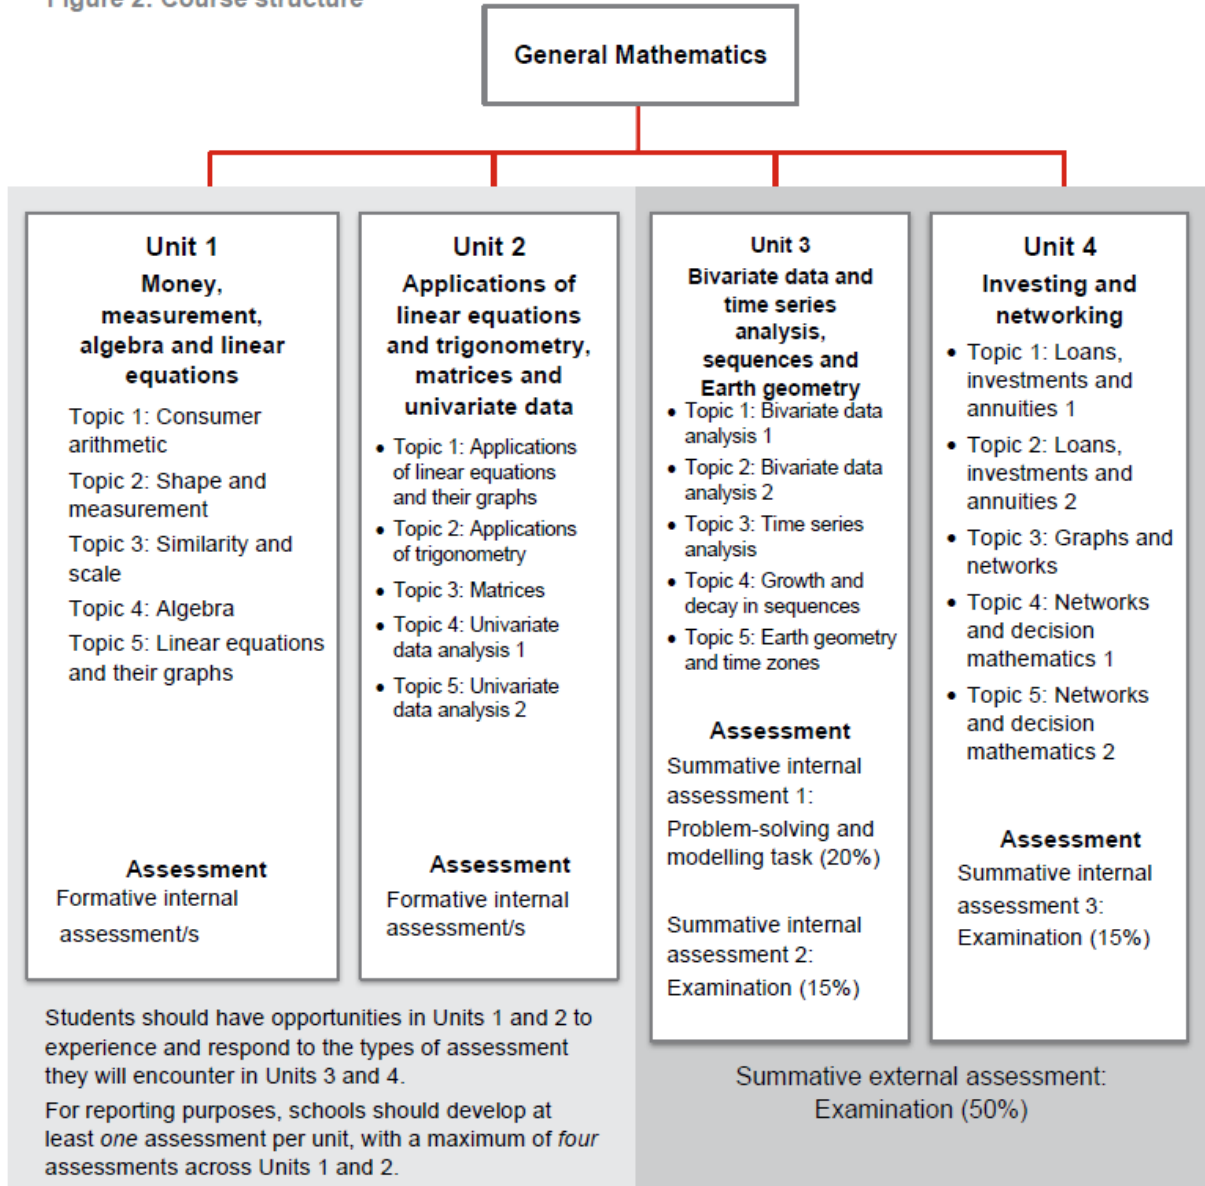 Figure 2: Course structure
General Mathematics
Unit 1
Money,
measurement,
algebra and linear
equations
Topic 1: Consumer
arithmetic
Topic 2: Shape and
measurement
Topic 3: Similarity and
scale
Topic 4: Algebra
Topic 5: Linear equations
and their graphs
Assessment
Formative internal
assessment/s
Unit 2
Applications of
linear equations
and trigonometry,
matrices and
univariate data
• Topic 1: Applications
of linear equations
and their graphs
• Topic 2: Applications
of trigonometry
• Topic 3: Matrices
• Topic 4: Univariate
data analysis 1
• Topic 5: Univariate
data analysis 2
Assessment
Formative internal
assessment/s
Students should have opportunities in Units 1 and 2 to
experience and respond to the types of assessment
they will encounter in Units 3 and 4.
For reporting purposes, schools should develop at
least one assessment per unit, with a maximum of four
assessments across Units 1 and 2.
Unit 3
Bivariate data and
time series
analysis,
sequences and
Earth geometry
• Topic 1: Bivariate data
analysis 1
• Topic 2: Bivariate data
analysis 2
• Topic 3: Time series
analysis
• Topic 4: Growth and
decay in sequences
• Topic 5: Earth geometry
and time zones
Assessment
Summative internal
assessment 1:
Problem-solving and
modelling task (20%)
Summative internal
assessment 2:
Examination (15%)
Unit 4
Investing and
networking
• Topic 1: Loans,
investments and
annuities 1
• Topic 2: Loans,
investments and
annuities 2
• Topic 3: Graphs and
networks
• Topic 4: Networks
and decision
mathematics 1
• Topic 5: Networks
and decision
mathematics 2
Assessment
Summative internal
assessment 3:
Examination (15%)
Summative external assessment:
Examination (50%)